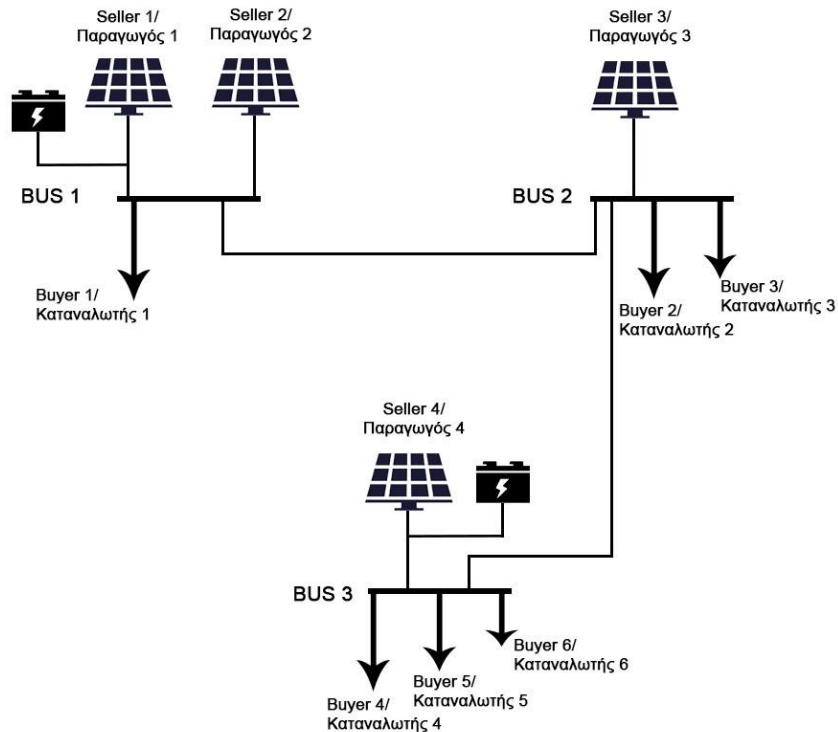 Seller 1/
Παραγωγός 1
Seller 2/
Παραγωγός 2
Seller 3/
Παραγωγός 3
BUS 1
BUS 2
Buyer 1/
Καταναλωτής 1
Buyer 2/
Καταναλωτής 2
Buyer 3/
Καταναλωτής 3
Seller 4/
Παραγωγός 4
BUS 3
Buyer 4/
Καταναλωτής 4
Buyer 5/
Καταναλωτής 5
Buyer 6/
Καταναλωτής 6